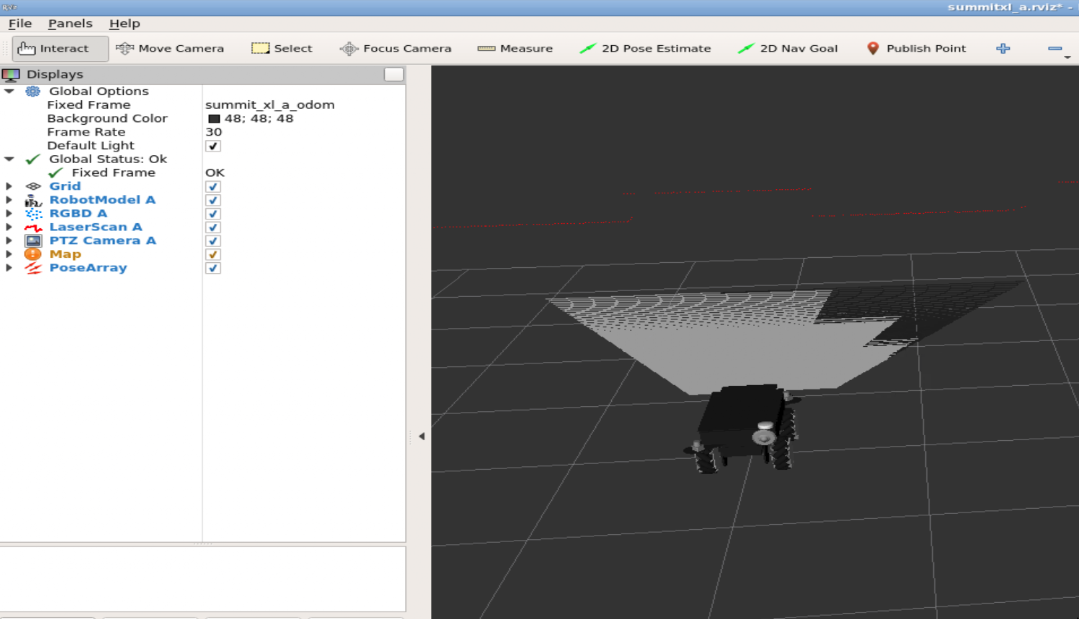 summitxl_a.rviz* -
File Panels Help
Interact Move Camera Select Focus Camera Measure 2D Pose Estimate 2D Nav Goal Publish Point
Displays
Global Options
Fixed Frame summit_xl_a_odom
Background Color 48; 48; 48
Frame Rate 30
Default Light
Global Status: Ok
Fixed Frame OK
Grid
RobotModel A
RGBD A
LaserScan A
PTZ Camera A
Map
PoseArray